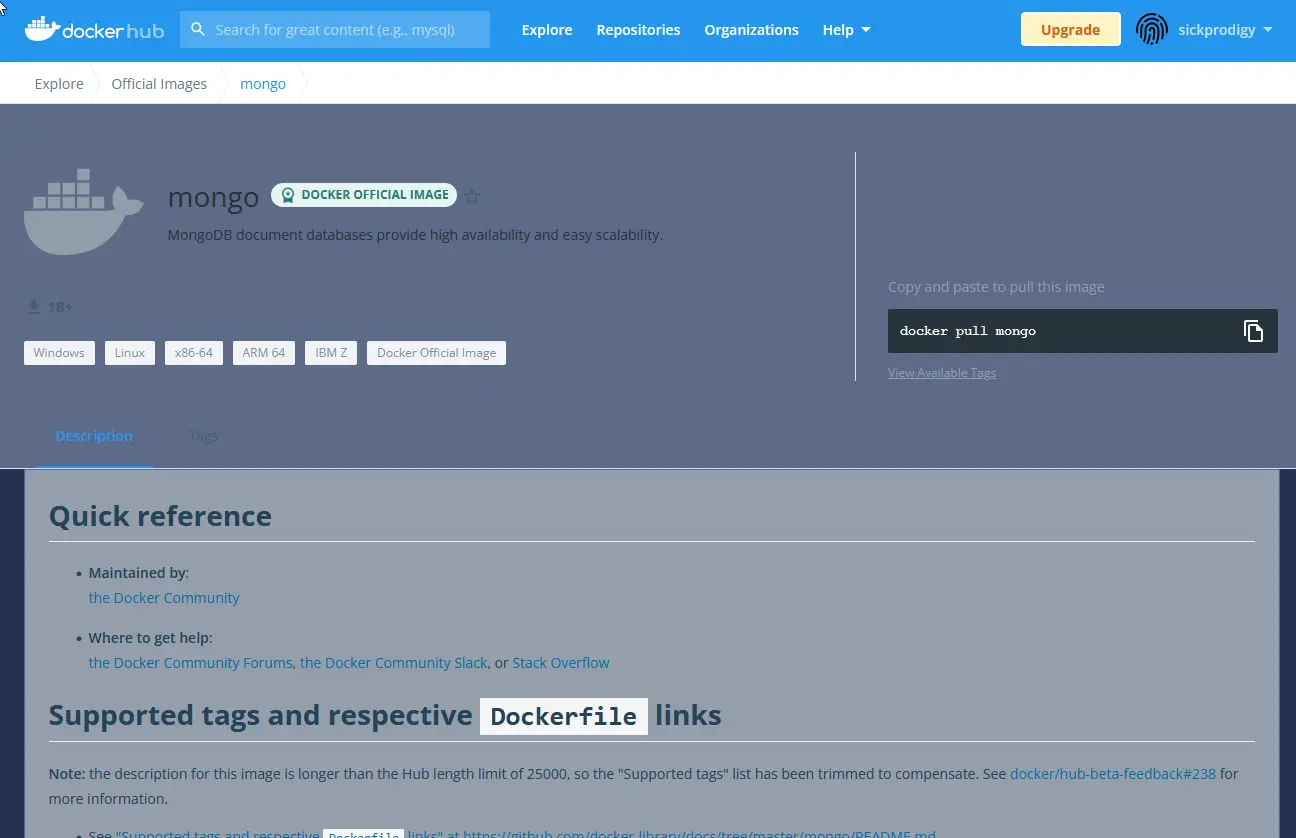 docker hub
Search for great content (e.g., mysql)
Explore
Repositories
Organizations
Help
Upgrade
sickprodigy
Explore
Official Images
mongo
mongo
DOCKER OFFICIAL IMAGE
MongoDB document databases provide high availability and easy scalability.
1B+
Windows
Linux
x86-64
ARM 64
IBM Z
Docker Official Image
Copy and paste to pull this image
docker pull mongo
View Available Tags
Description
Tags
Quick reference
• Maintained by:
the Docker Community
• Where to get help:
the Docker Community Forums, the Docker Community Slack, or Stack Overflow
Supported tags and respective Dockerfile links
Note: the description for this image is longer than the Hub length limit of 25000, so the "Supported tags" list has been trimmed to compensate. See docker/hub-beta-feedback#238 for
more information.
• See "Supported tags and respective Dockerfile links" at https://github.com/docker-library/docs/tree/master/mongo/README.md